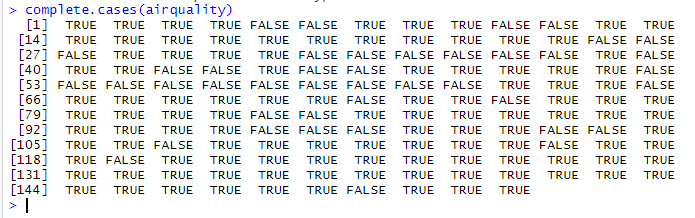 > complete.cases(airquality)
[1] TRUE TRUE TRUE TRUE FALSE FALSE TRUE TRUE TRUE FALSE FALSE TRUE TRUE
[14] TRUE TRUE TRUE TRUE TRUE TRUE TRUE TRUE TRUE TRUE TRUE FALSE FALSE
[27] FALSE TRUE TRUE TRUE TRUE FALSE FALSE FALSE FALSE FALSE FALSE TRUE FALSE
[40] TRUE TRUE FALSE FALSE TRUE FALSE FALSE TRUE TRUE TRUE TRUE TRUE FALSE
[53] FALSE FALSE FALSE FALSE FALSE FALSE FALSE FALSE FALSE TRUE TRUE TRUE FALSE
[66] TRUE TRUE TRUE TRUE TRUE TRUE FALSE TRUE TRUE FALSE TRUE TRUE TRUE
[79] TRUE TRUE TRUE TRUE FALSE FALSE TRUE TRUE TRUE TRUE TRUE TRUE TRUE
[92] TRUE TRUE TRUE TRUE FALSE FALSE FALSE TRUE TRUE TRUE FALSE FALSE TRUE
[105] TRUE TRUE FALSE TRUE TRUE TRUE TRUE TRUE TRUE TRUE FALSE TRUE TRUE
[118] TRUE FALSE TRUE TRUE TRUE TRUE TRUE TRUE TRUE TRUE TRUE TRUE TRUE
[131] TRUE TRUE TRUE TRUE TRUE TRUE TRUE TRUE TRUE TRUE TRUE TRUE TRUE
[144] TRUE TRUE TRUE TRUE TRUE TRUE FALSE TRUE TRUE TRUE
>